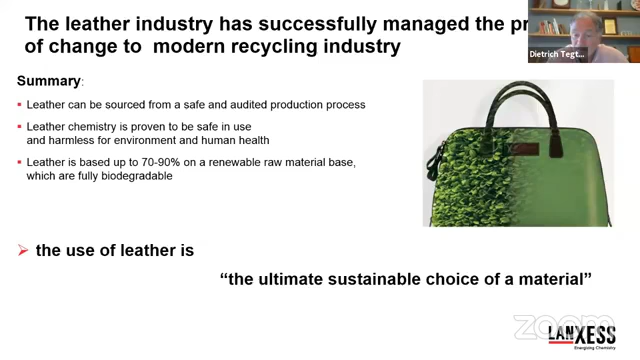 The leather industry has successfully managed the pr
of change to modern recycling industry
Dietrich Tegt...
Summary:
Leather can be sourced from a safe and audited production process
Leather chemistry is proven to be safe in use
and harmless for environment and human health
Leather is based up to 70-90% on a renewable raw material base,
which are fully biodegradable
the use of leather is
“the ultimate sustainable choice of a material”
zoom
LANXESS
Energizing Chemistry